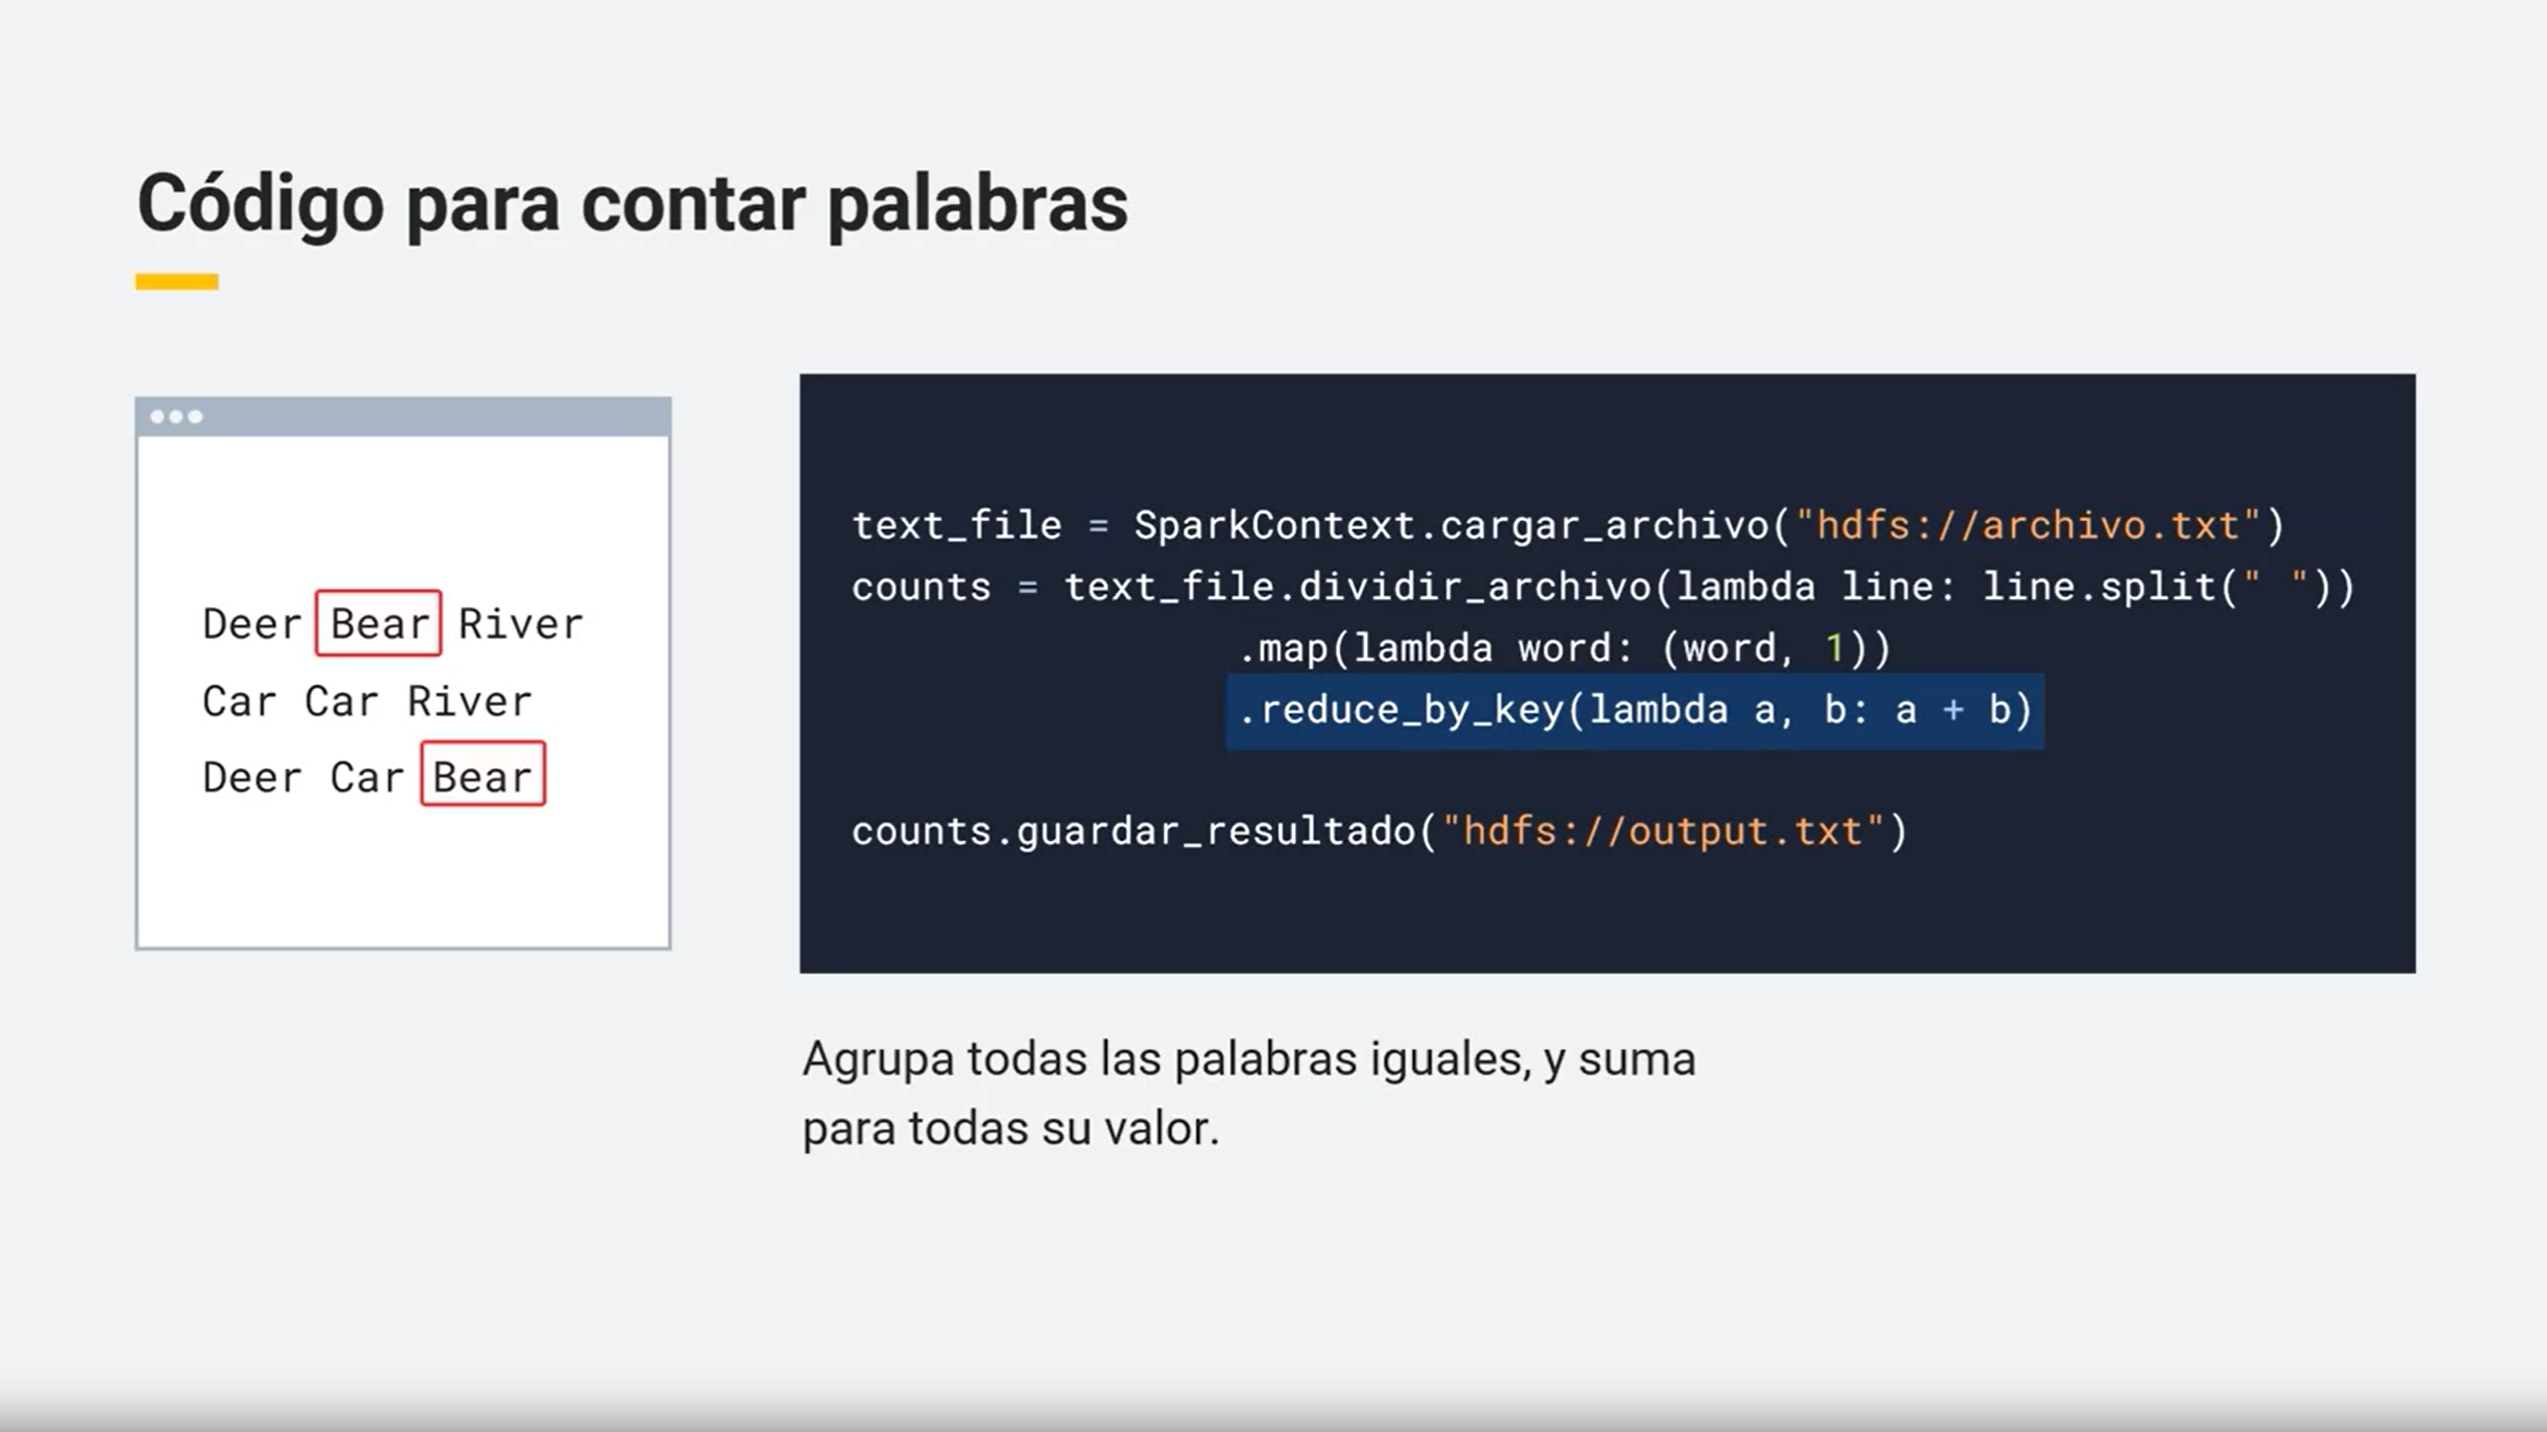 Código para contar palabras
Deer Bear River
Car Car River
Deer Car Bear
text_file = SparkContext.cargar_archivo("hdfs://archivo.txt")
counts = text_file.dividir_archivo(lambda line: line.split(" "))
.map(lambda word: (word, 1))
.reduce_by_key(lambda a, b: a + b)
counts.guardar_resultado("hdfs://output.txt")
Agrupa todas las palabras iguales, y suma
para todas su valor.